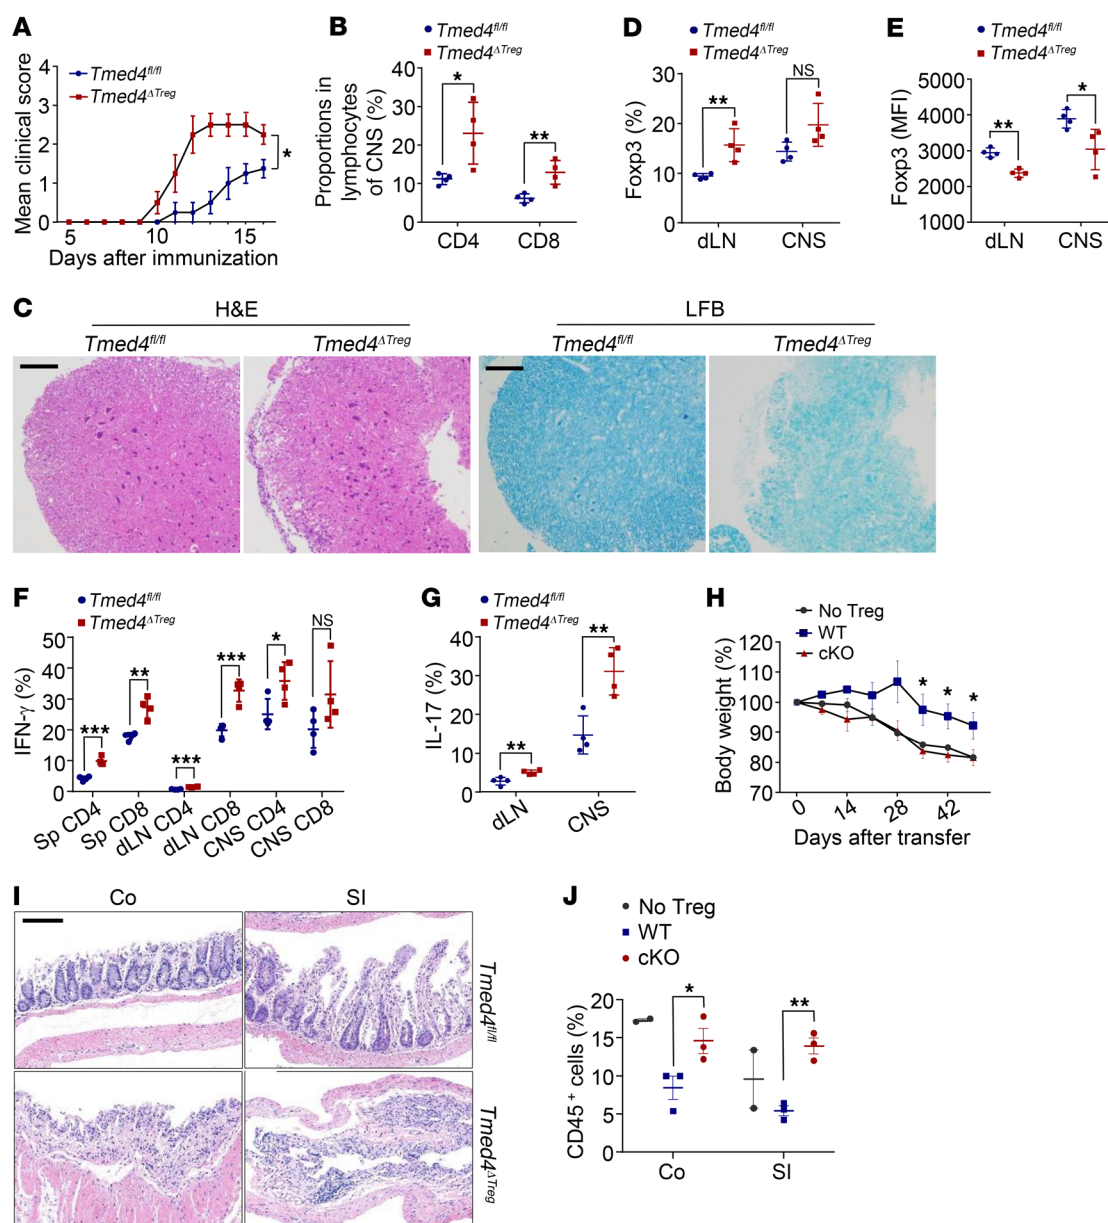 A
Tmed4fl/fl
Tmed4ΔTreg
Mean clinical score
4
3
2
1
0
5 10 15
Days after immunization
*
B
Tmed4fl/fl
Tmed4ΔTreg
Proportions in
lymphocytes
of CNS (%)
40
30
20
10
0
* **
CD4 CD8
D
Tmed4fl/fl
Tmed4ΔTreg
Foxp3 (%)
30
20
10
0
** NS
dLN CNS
E
Tmed4fl/fl
Tmed4ΔTreg
Foxp3 (MFI)
5000
4000
3000
2000
1000
** *
dLN CNS
C
H&E LFB
Tmed4fl/fl Tmed4ΔTreg Tmed4fl/fl Tmed4ΔTreg
F
Tmed4fl/fl
Tmed4ΔTreg
IFN-γ (%)
50
40
30
20
10
0
*** ** *** *** * NS
Sp CD4 Sp CD8 dLN CD4 dLN CD8 CNS CD4 CNS CD8
G
Tmed4fl/fl
Tmed4ΔTreg
IL-17 (%)
40
30
20
10
0
** **
dLN CNS
H
No Treg
WT
cKO
Body weight (%)
120
110
100
90
80
70
* * *
0 14 28 42
Days after transfer
I
Co SI
Tmed4fl/fl
Tmed4ΔTreg
J
No Treg
WT
cKO
CD45+ cells (%)
20
15
10
5
0
* **
Co SI